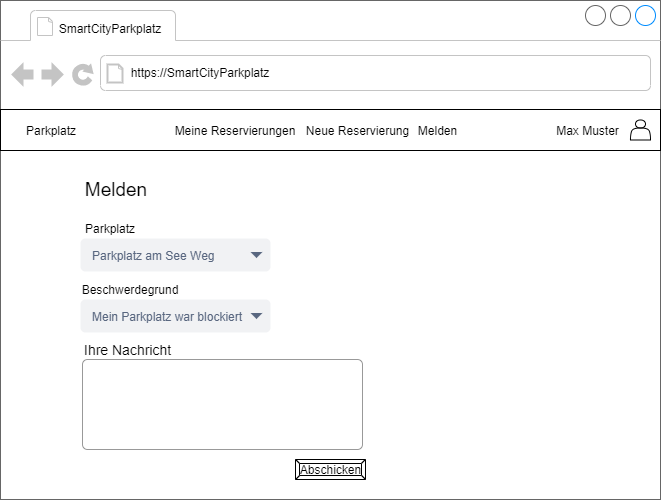 SmartCityParkplatz
https://SmartCityParkplatz
Parkplatz Meine Reservierungen Neue Reservierung Melden Max Muster
Melden
Parkplatz
Parkplatz am See Weg
Beschwerdegrund
Mein Parkplatz war blockiert
Ihre Nachricht
Abschicken